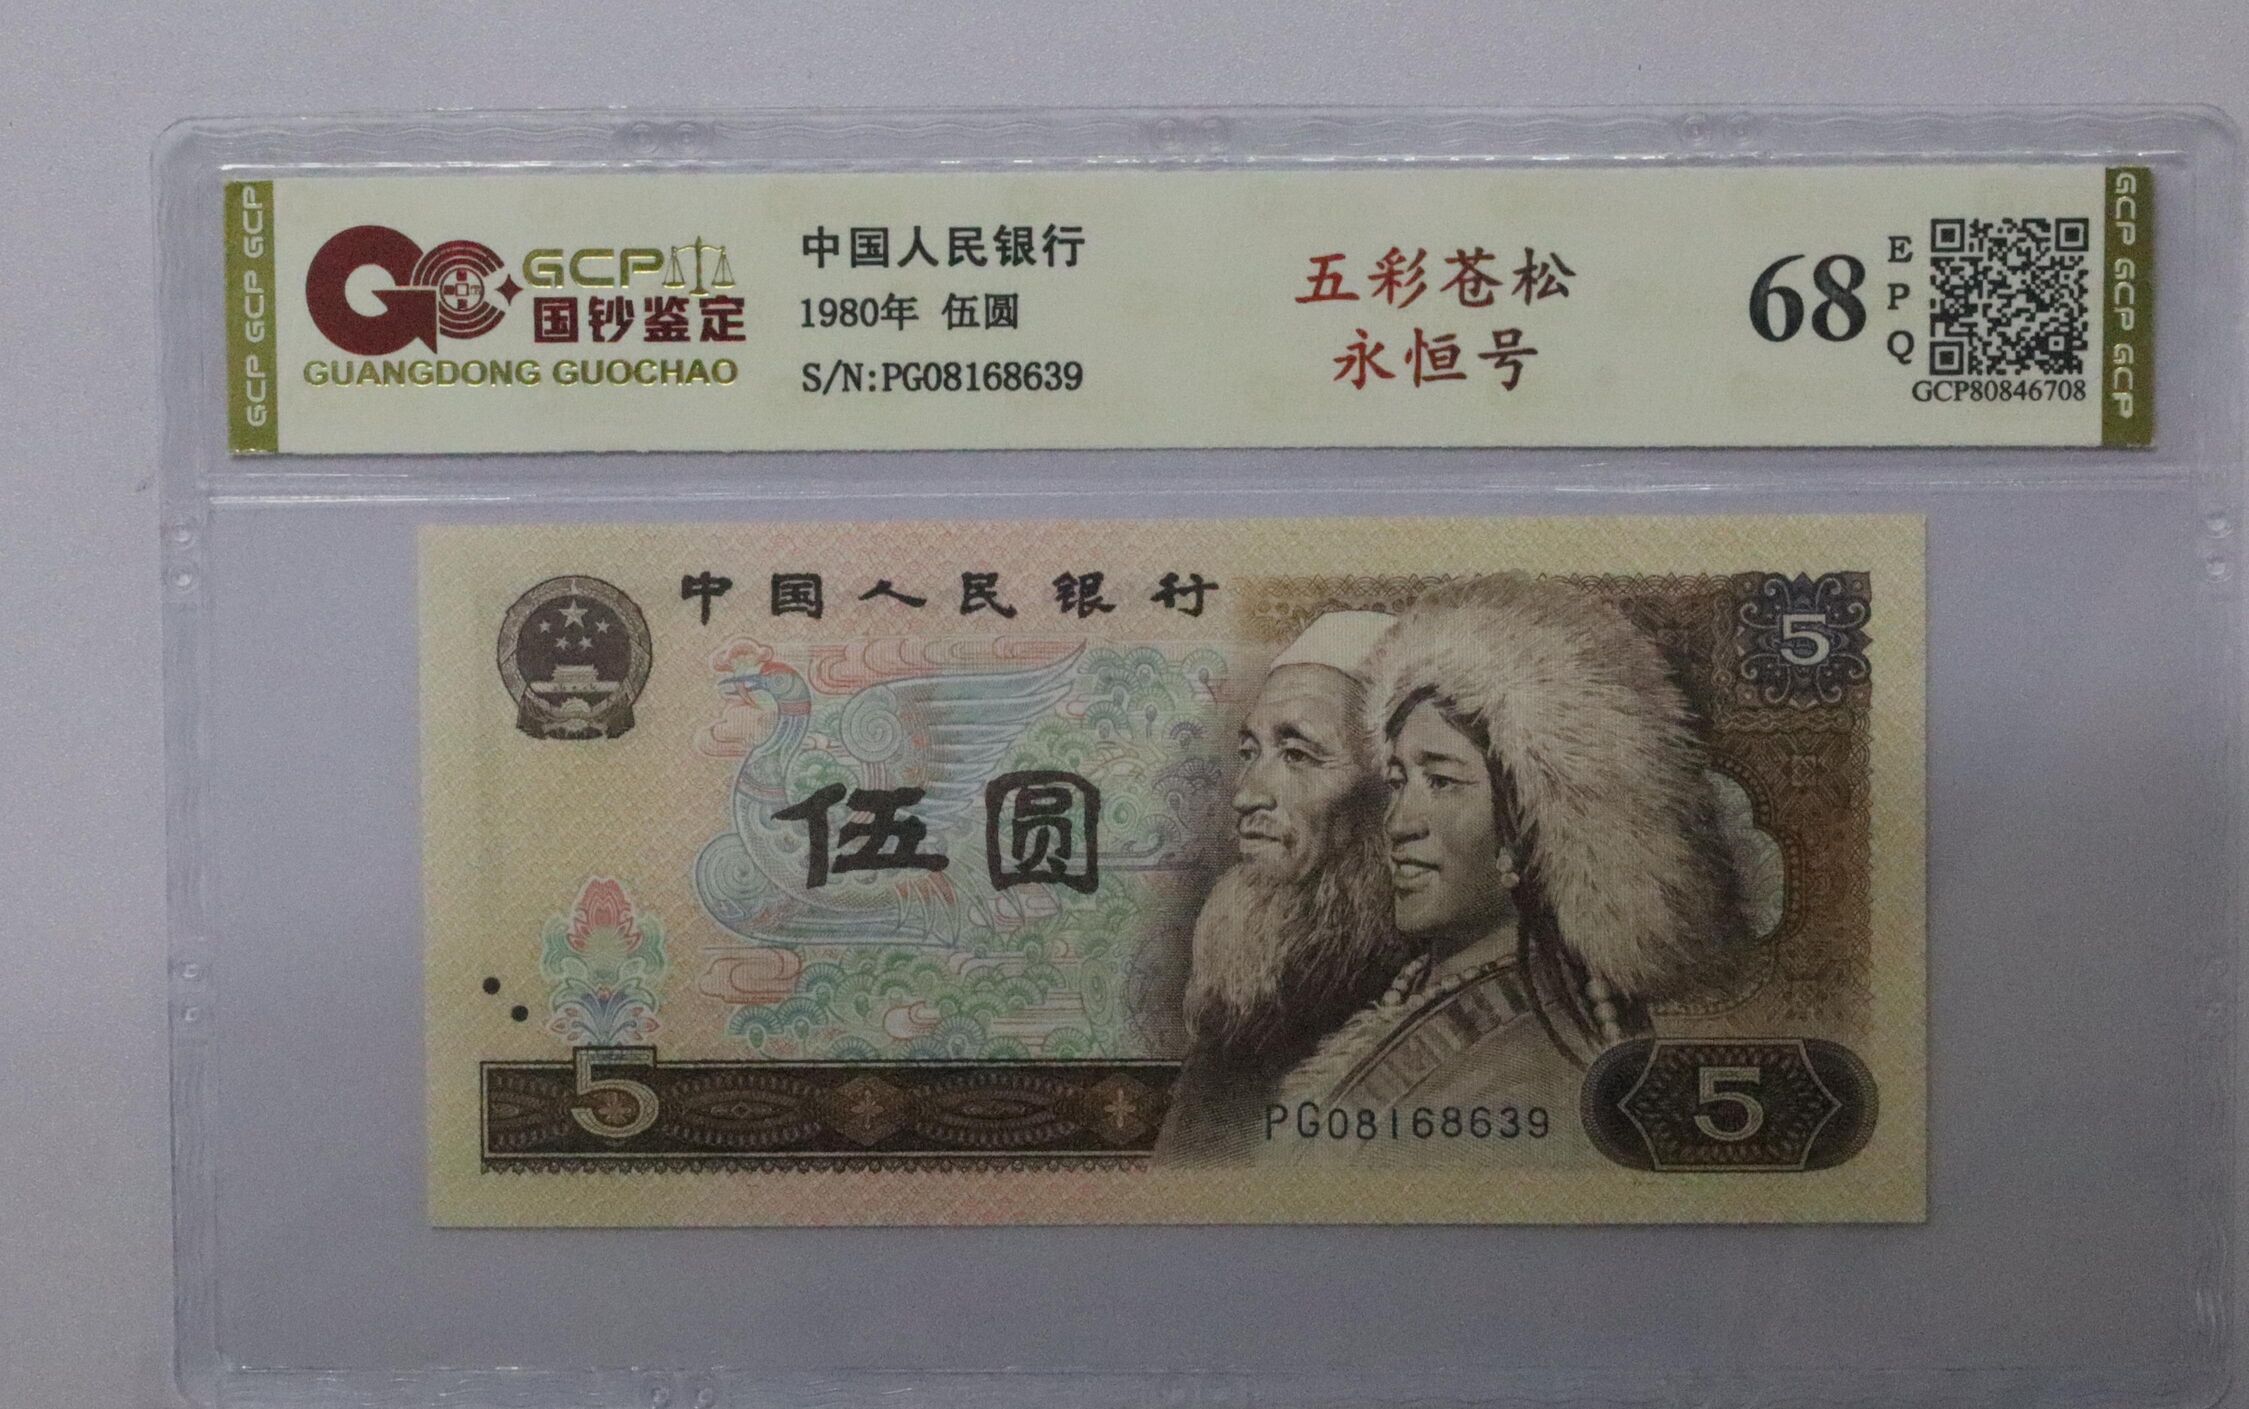 GCP GCP GCP
GCP
国钞鉴定
GUANGDONG GUOCHAO
中国人民银行
1980年 伍圆
S/N:PG08168639
五彩苍松
永恒号
68
E
P
Q
GCP80846708
GCP GCP GCP
中国人民银行
5
伍圆
5
PG08168639
5